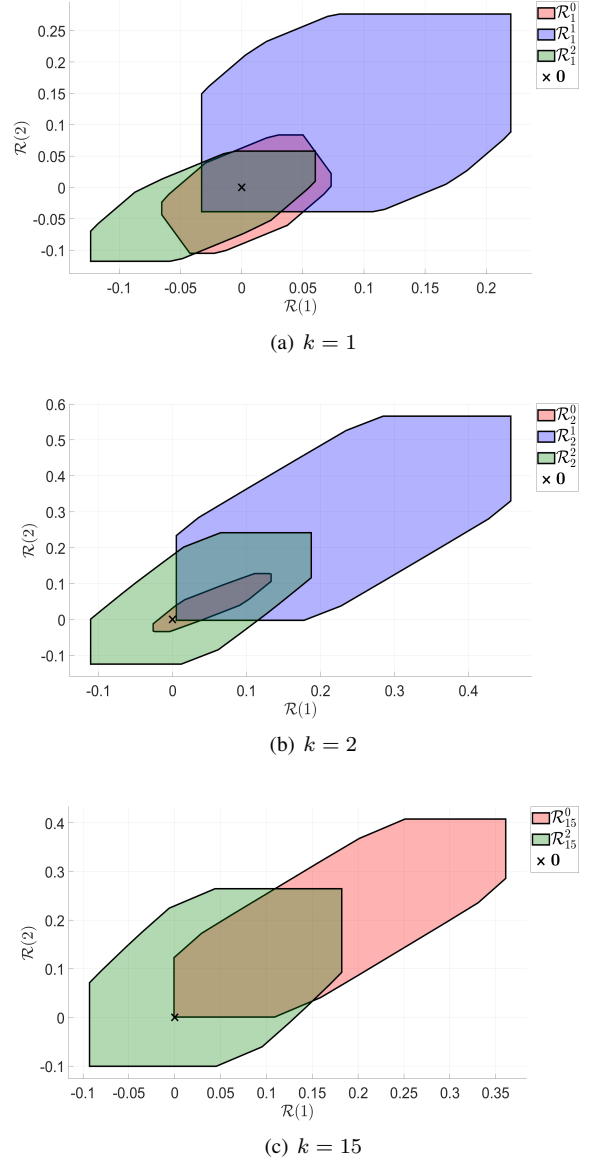 0.25
0.2
0.15
0.1
0.05
0
-0.05
-0.1
-0.1 -0.05 0 0.05 0.1 0.15 0.2
ℛ(2)
ℛ(1)
ℛ₁⁰
ℛ₁¹
ℛ₁²
× 0
(a) k = 1
0.6
0.5
0.4
0.3
0.2
0.1
0
-0.1
-0.1 0 0.1 0.2 0.3 0.4
ℛ(2)
ℛ(1)
ℛ₂⁰
ℛ₂¹
ℛ₂²
× 0
(b) k = 2
0.4
0.3
0.2
0.1
0
-0.1
-0.1 -0.05 0 0.05 0.1 0.15 0.2 0.25 0.3 0.35
ℛ(2)
ℛ(1)
ℛ₁₅⁰
ℛ₁₅²
× 0
(c) k = 15